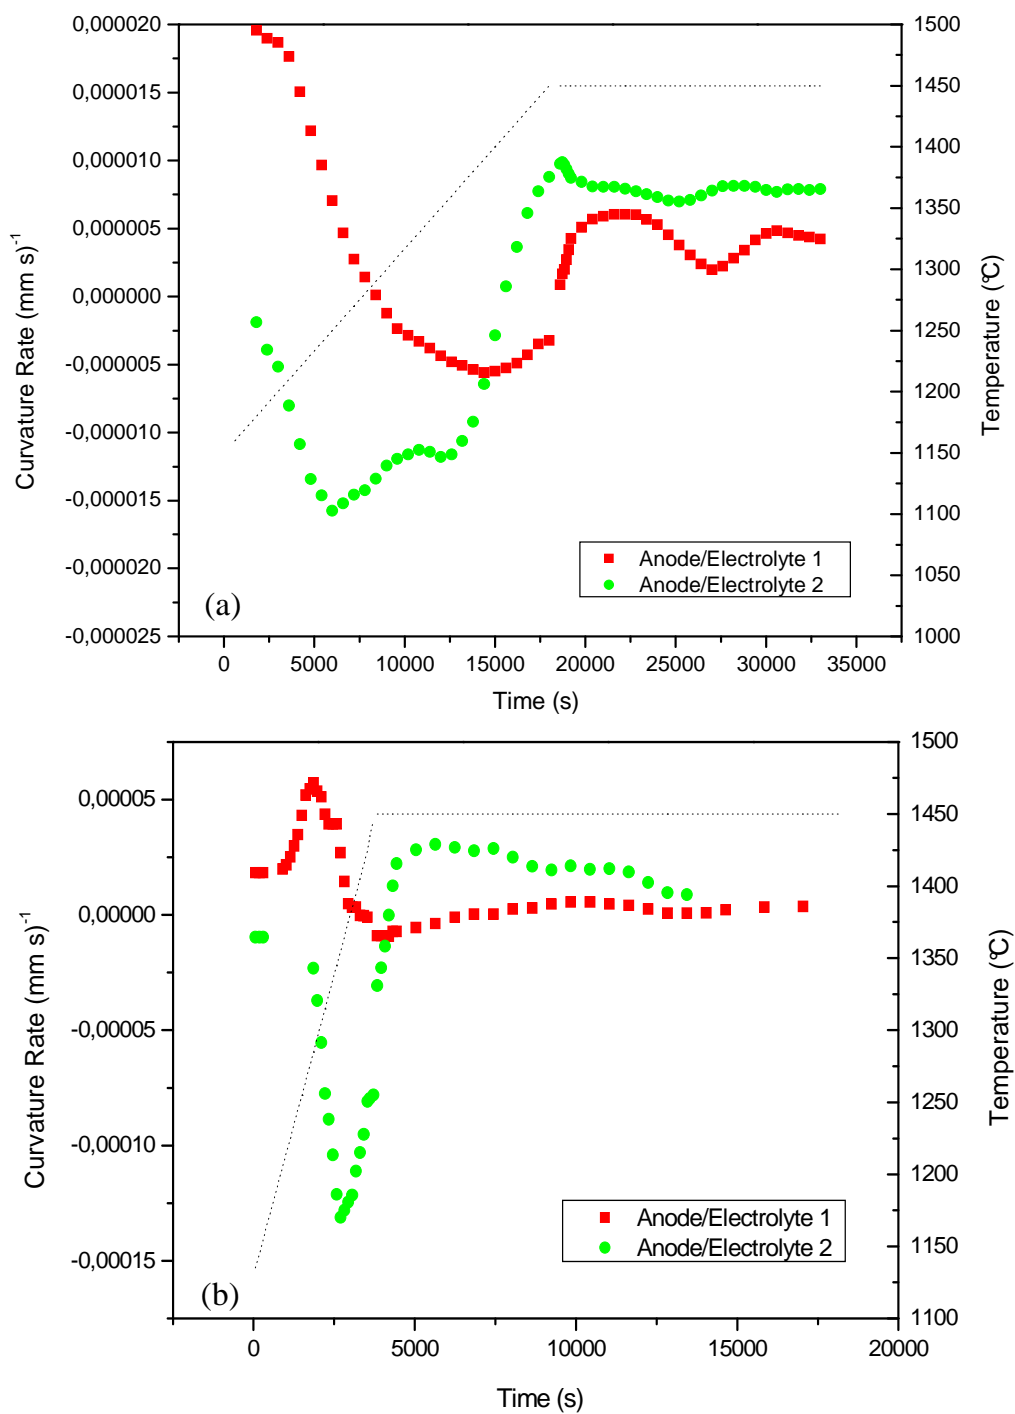 0,000020
0,000015
0,000010
0,000005
0,000000
-0,000005
-0,000010
-0,000015
-0,000020
-0,000025
Curvature Rate (mm s)⁻¹
1500
1450
1400
1350
1300
1250
1200
1150
1100
1050
1000
Temperature (°C)
Anode/Electrolyte 1
Anode/Electrolyte 2
(a)
0 5000 10000 15000 20000 25000 30000 35000
Time (s)
0,00005
0,00000
-0,00005
-0,00010
-0,00015
Curvature Rate (mm s)⁻¹
1500
1450
1400
1350
1300
1250
1200
1150
1100
Temperature (°C)
Anode/Electrolyte 1
Anode/Electrolyte 2
(b)
0 5000 10000 15000 20000
Time (s)